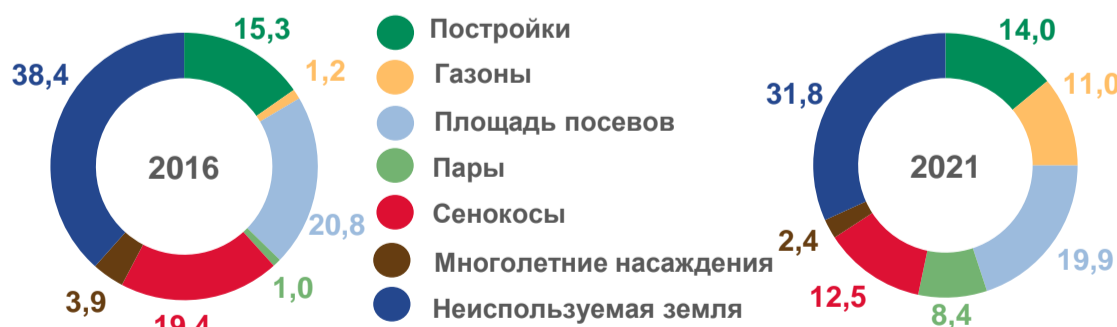 15,3
1,2
20,8
1,0
19,4
3,9
38,4
2016
Постройки
Газоны
Площадь посевов
Пары
Сенокосы
Многолетние насаждения
Неиспользуемая земля
14,0
11,0
19,9
8,4
12,5
2,4
31,8
2021